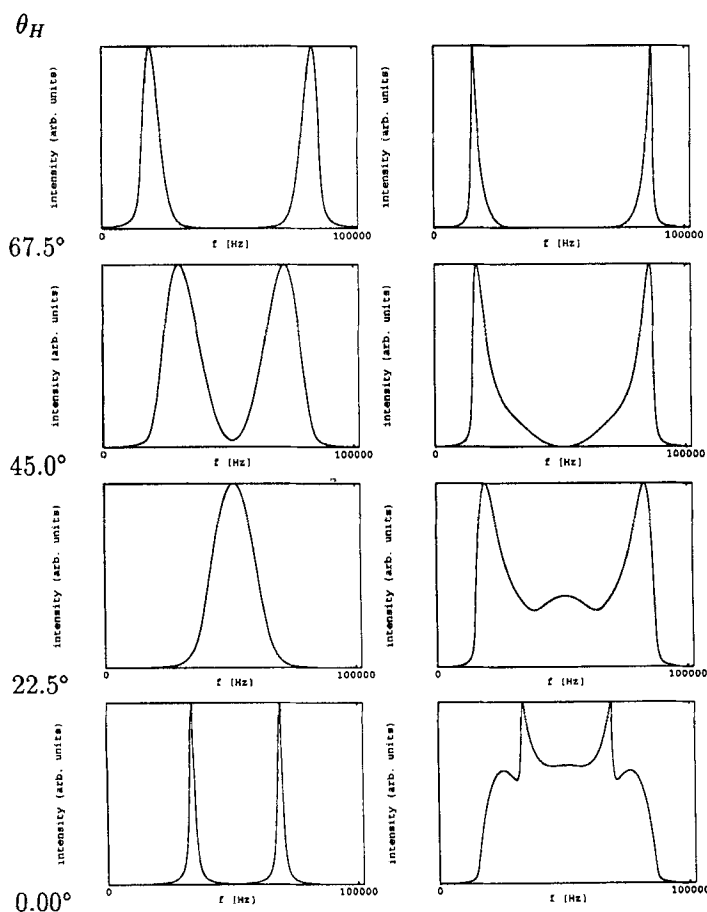 θ_H
intensity (arb. units)
intensity (arb. units)
0 100000
0 100000
f [Hz]
f [Hz]
67.5°
intensity (arb. units)
intensity (arb. units)
0 100000
0 100000
f [Hz]
f [Hz]
45.0°
intensity (arb. units)
intensity (arb. units)
0 100000
0 100000
f [Hz]
f [Hz]
22.5°
intensity (arb. units)
intensity (arb. units)
0 100000
0 100000
f [Hz]
f [Hz]
0.00°